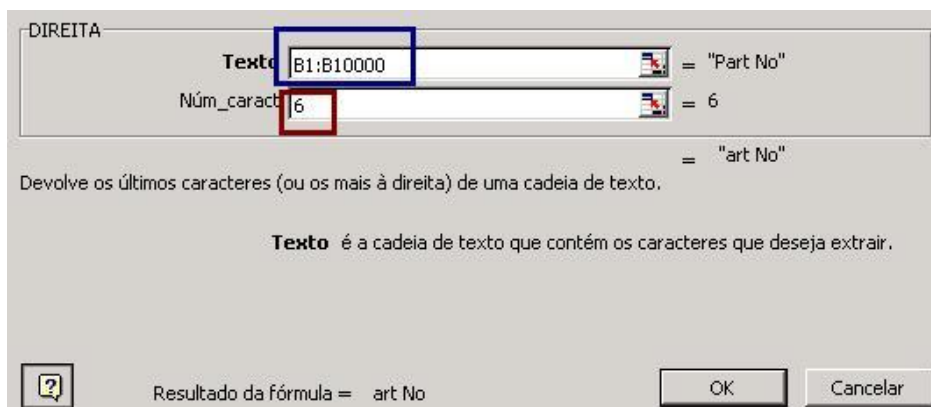 DIREITA
Texto B1:B10000 = "Part No"
Núm_caract 6 = 6
= "art No"
Devolve os últimos caracteres (ou os mais à direita) de uma cadeia de texto.
Texto é a cadeia de texto que contém os caracteres que deseja extrair.
? Resultado da fórmula = art No OK Cancelar